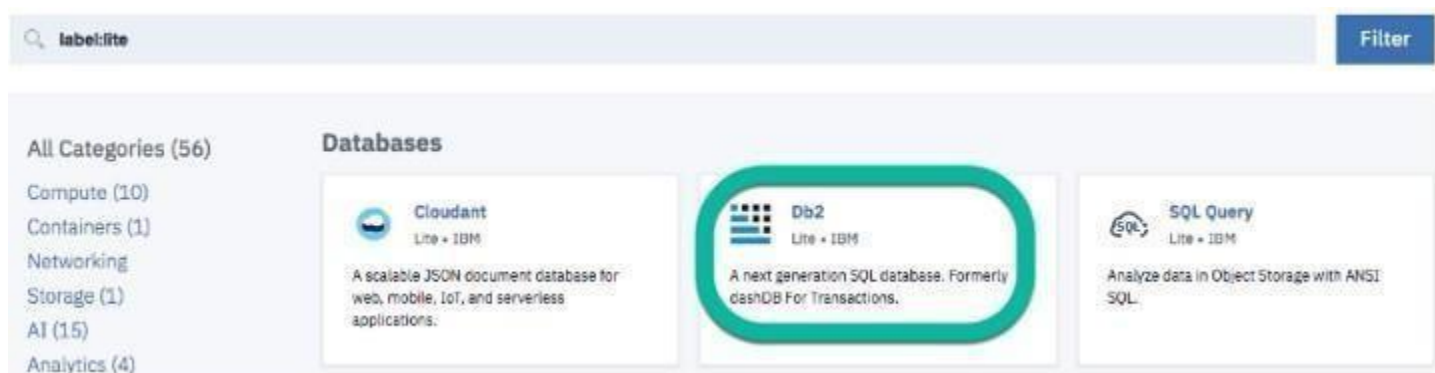 label:lite
Filter
All Categories (56)
Compute (10)
Containers (1)
Networking
Storage (1)
AI (15)
Analytics (4)
Databases
Cloudant
Lite • IBM
A scalable JSON document database for
web, mobile, IoT, and serverless
applications.
Db2
Lite • IBM
A next generation SQL database. Formerly
dashDB For Transactions.
SQL
SQL Query
Lite • IBM
Analyze data in Object Storage with ANSI
SQL.